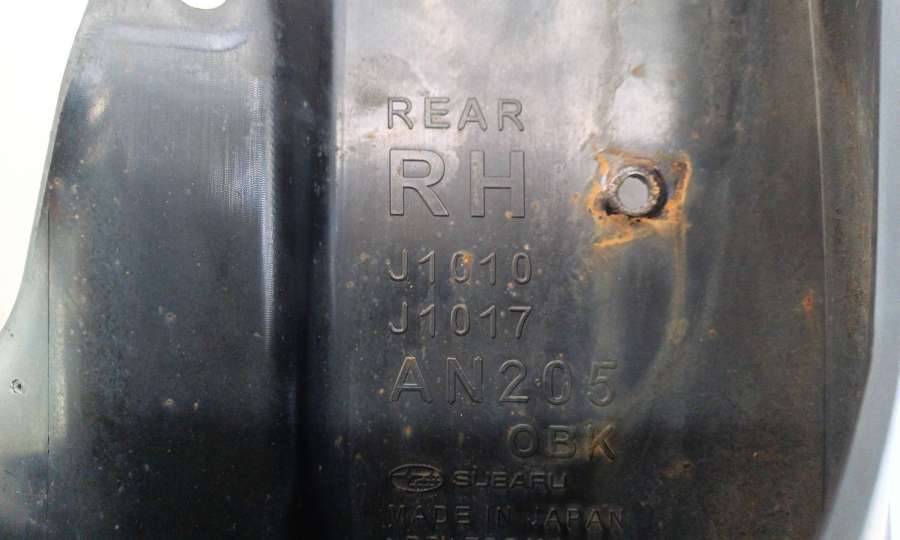 REAR
RH
J1010
J1017
AN205
OBK
SUBARU
MADE IN JAPAN